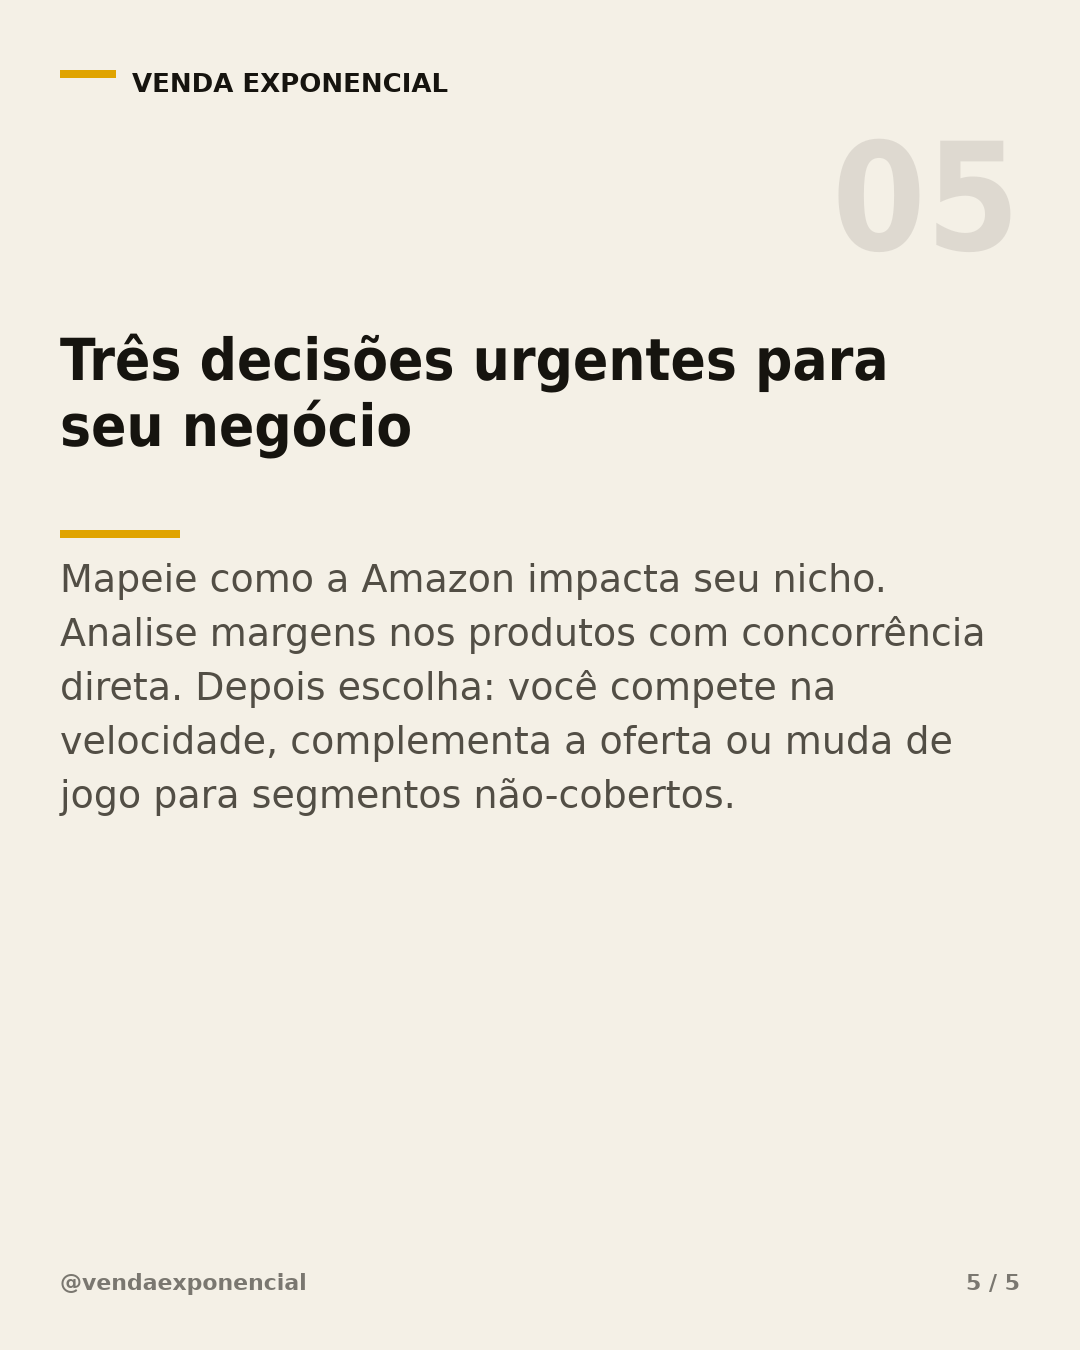 VENDA EXPONENCIAL
05
Três decisões urgentes para
seu negócio
Mapeie como a Amazon impacta seu nicho.
Analise margens nos produtos com concorrência
direta. Depois escolha: você compete na
velocidade, complementa a oferta ou muda de
jogo para segmentos não-cobertos.
@vendaexponencial
5 / 5